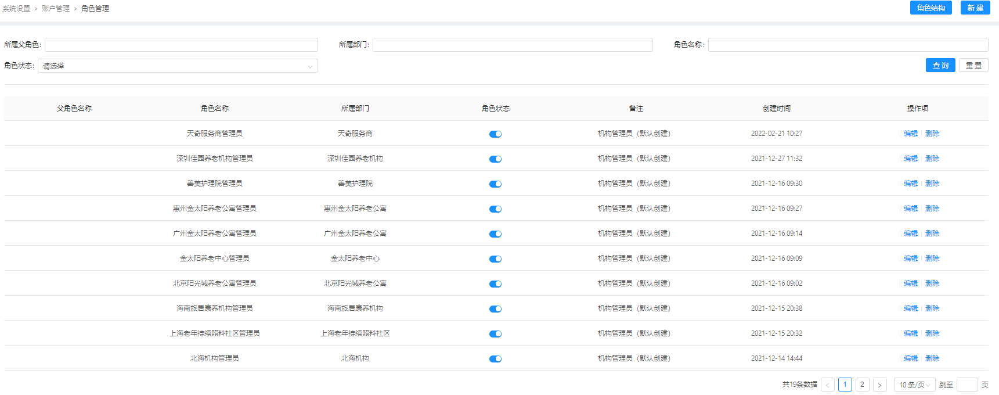 系统设置 > 账户管理 > 角色管理 角色结构 新 建
所属父角色: 所属部门: 角色名称:
角色状态: 请选择 查 询 重 置
父角色名称 角色名称 所属部门 角色状态 备注 创建时间 操作项
天奇服务商管理员 天奇服务商 机构管理员（默认创建） 2022-02-21 10:27 编辑 删除
深圳佳园养老机构管理员 深圳佳园养老机构 机构管理员（默认创建） 2021-12-27 11:32 编辑 删除
善美护理院管理员 善美护理院 机构管理员（默认创建） 2021-12-16 09:30 编辑 删除
惠州金太阳养老公寓管理员 惠州金太阳养老公寓 机构管理员（默认创建） 2021-12-16 09:27 编辑 删除
广州金太阳养老公寓管理员 广州金太阳养老公寓 机构管理员（默认创建） 2021-12-16 09:14 编辑 删除
金太阳养老中心管理员 金太阳养老中心 机构管理员（默认创建） 2021-12-16 09:09 编辑 删除
北京阳光城养老公寓管理员 北京阳光城养老公寓 机构管理员（默认创建） 2021-12-16 09:02 编辑 删除
海南旅居康养机构管理员 海南旅居康养机构 机构管理员（默认创建） 2021-12-15 20:38 编辑 删除
上海老年持续照料社区管理员 上海老年持续照料社区 机构管理员（默认创建） 2021-12-15 20:32 编辑 删除
北海机构管理员 北海机构 机构管理员（默认创建） 2021-12-14 14:44 编辑 删除
共19条数据 < 1 2 > 10 条/页 跳至 页